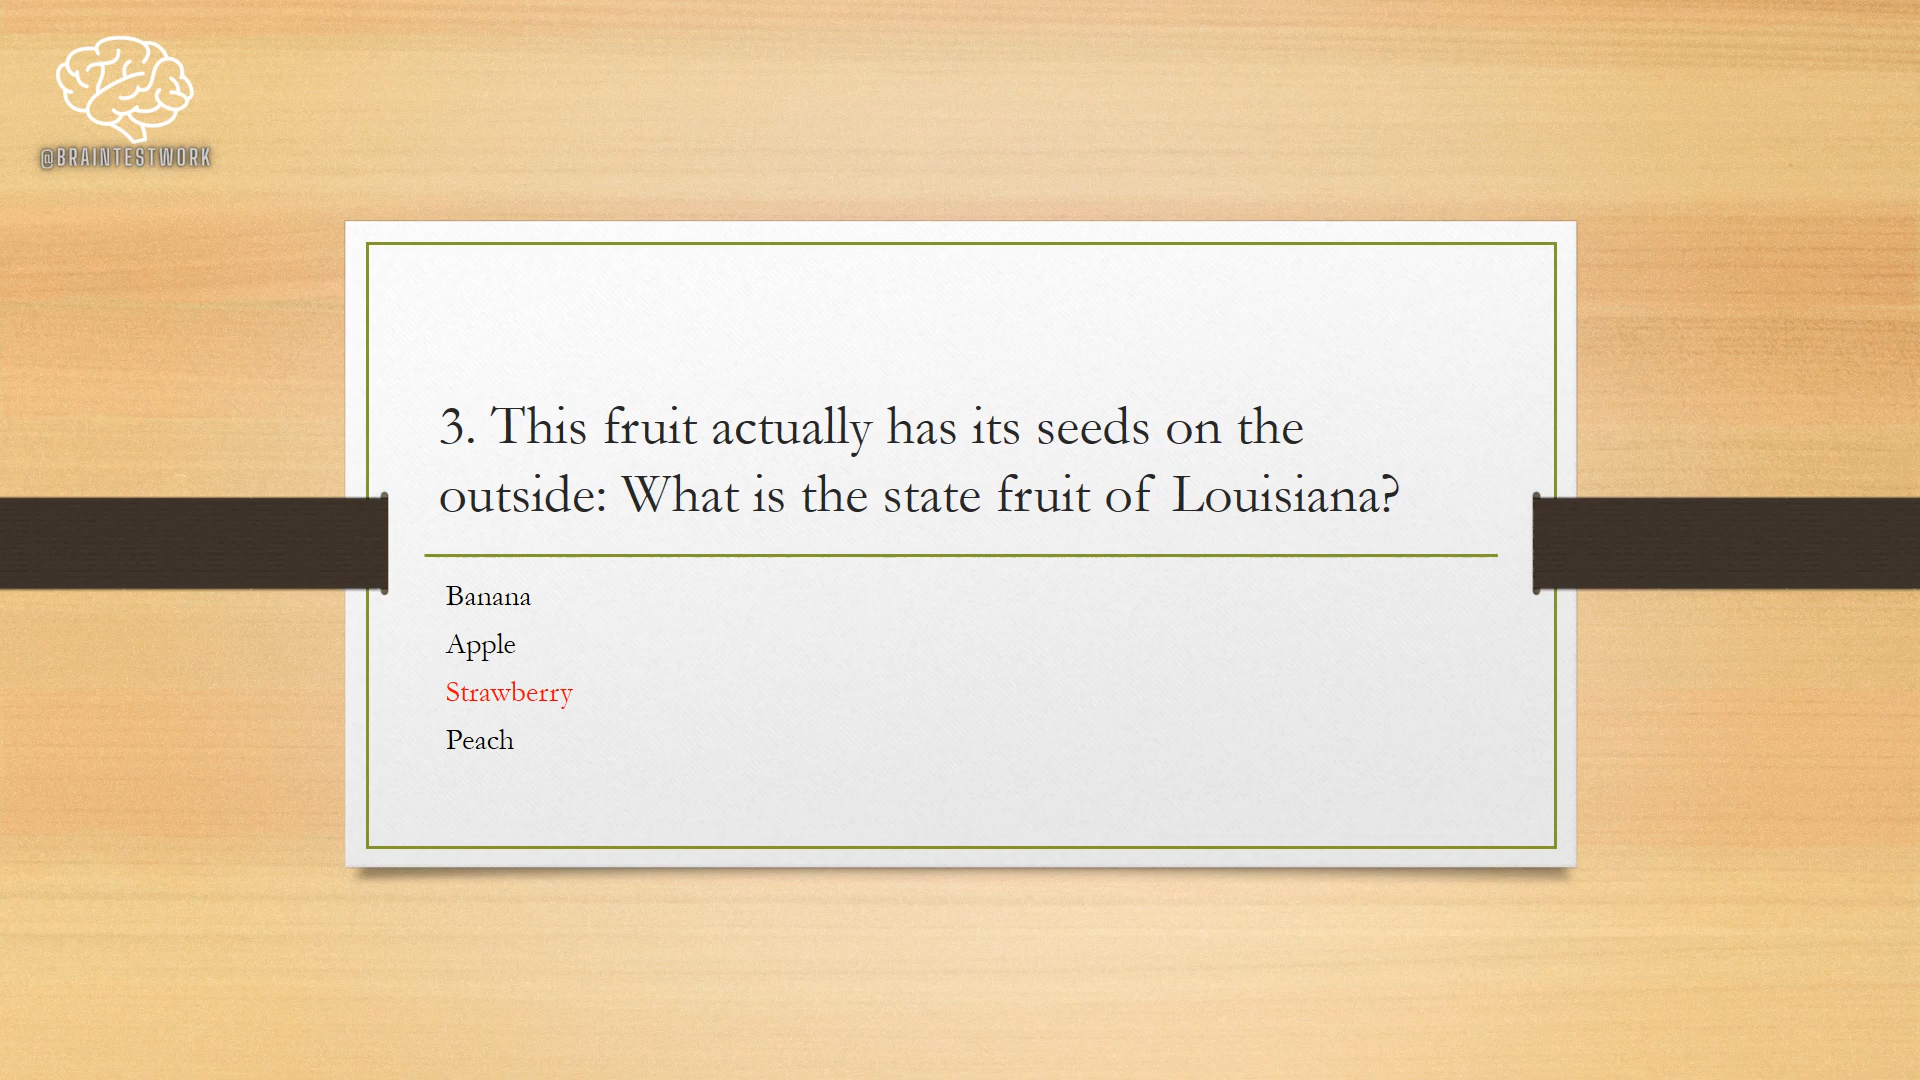 @BRAINTESTWORK
3. This fruit actually has its seeds on the
outside: What is the state fruit of Louisiana?
Banana
Apple
Strawberry
Peach